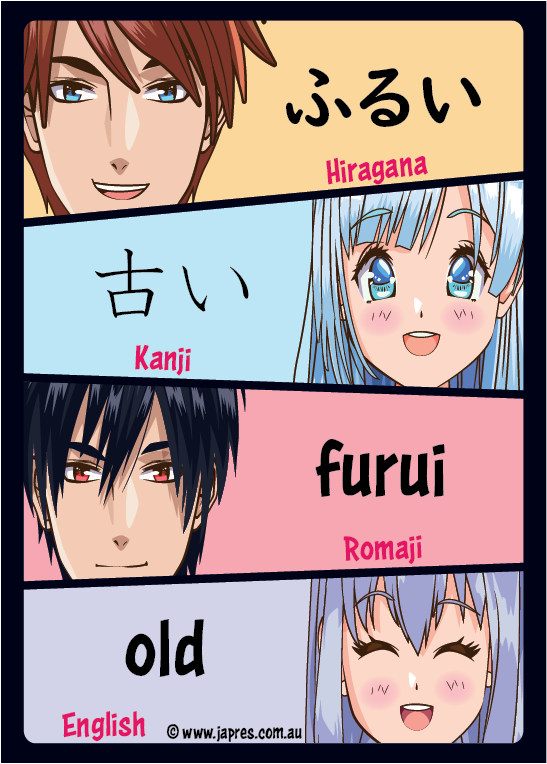 ふるい
Hiragana
古い
Kanji
furui
Romaji
old
English
© www.japres.com.au